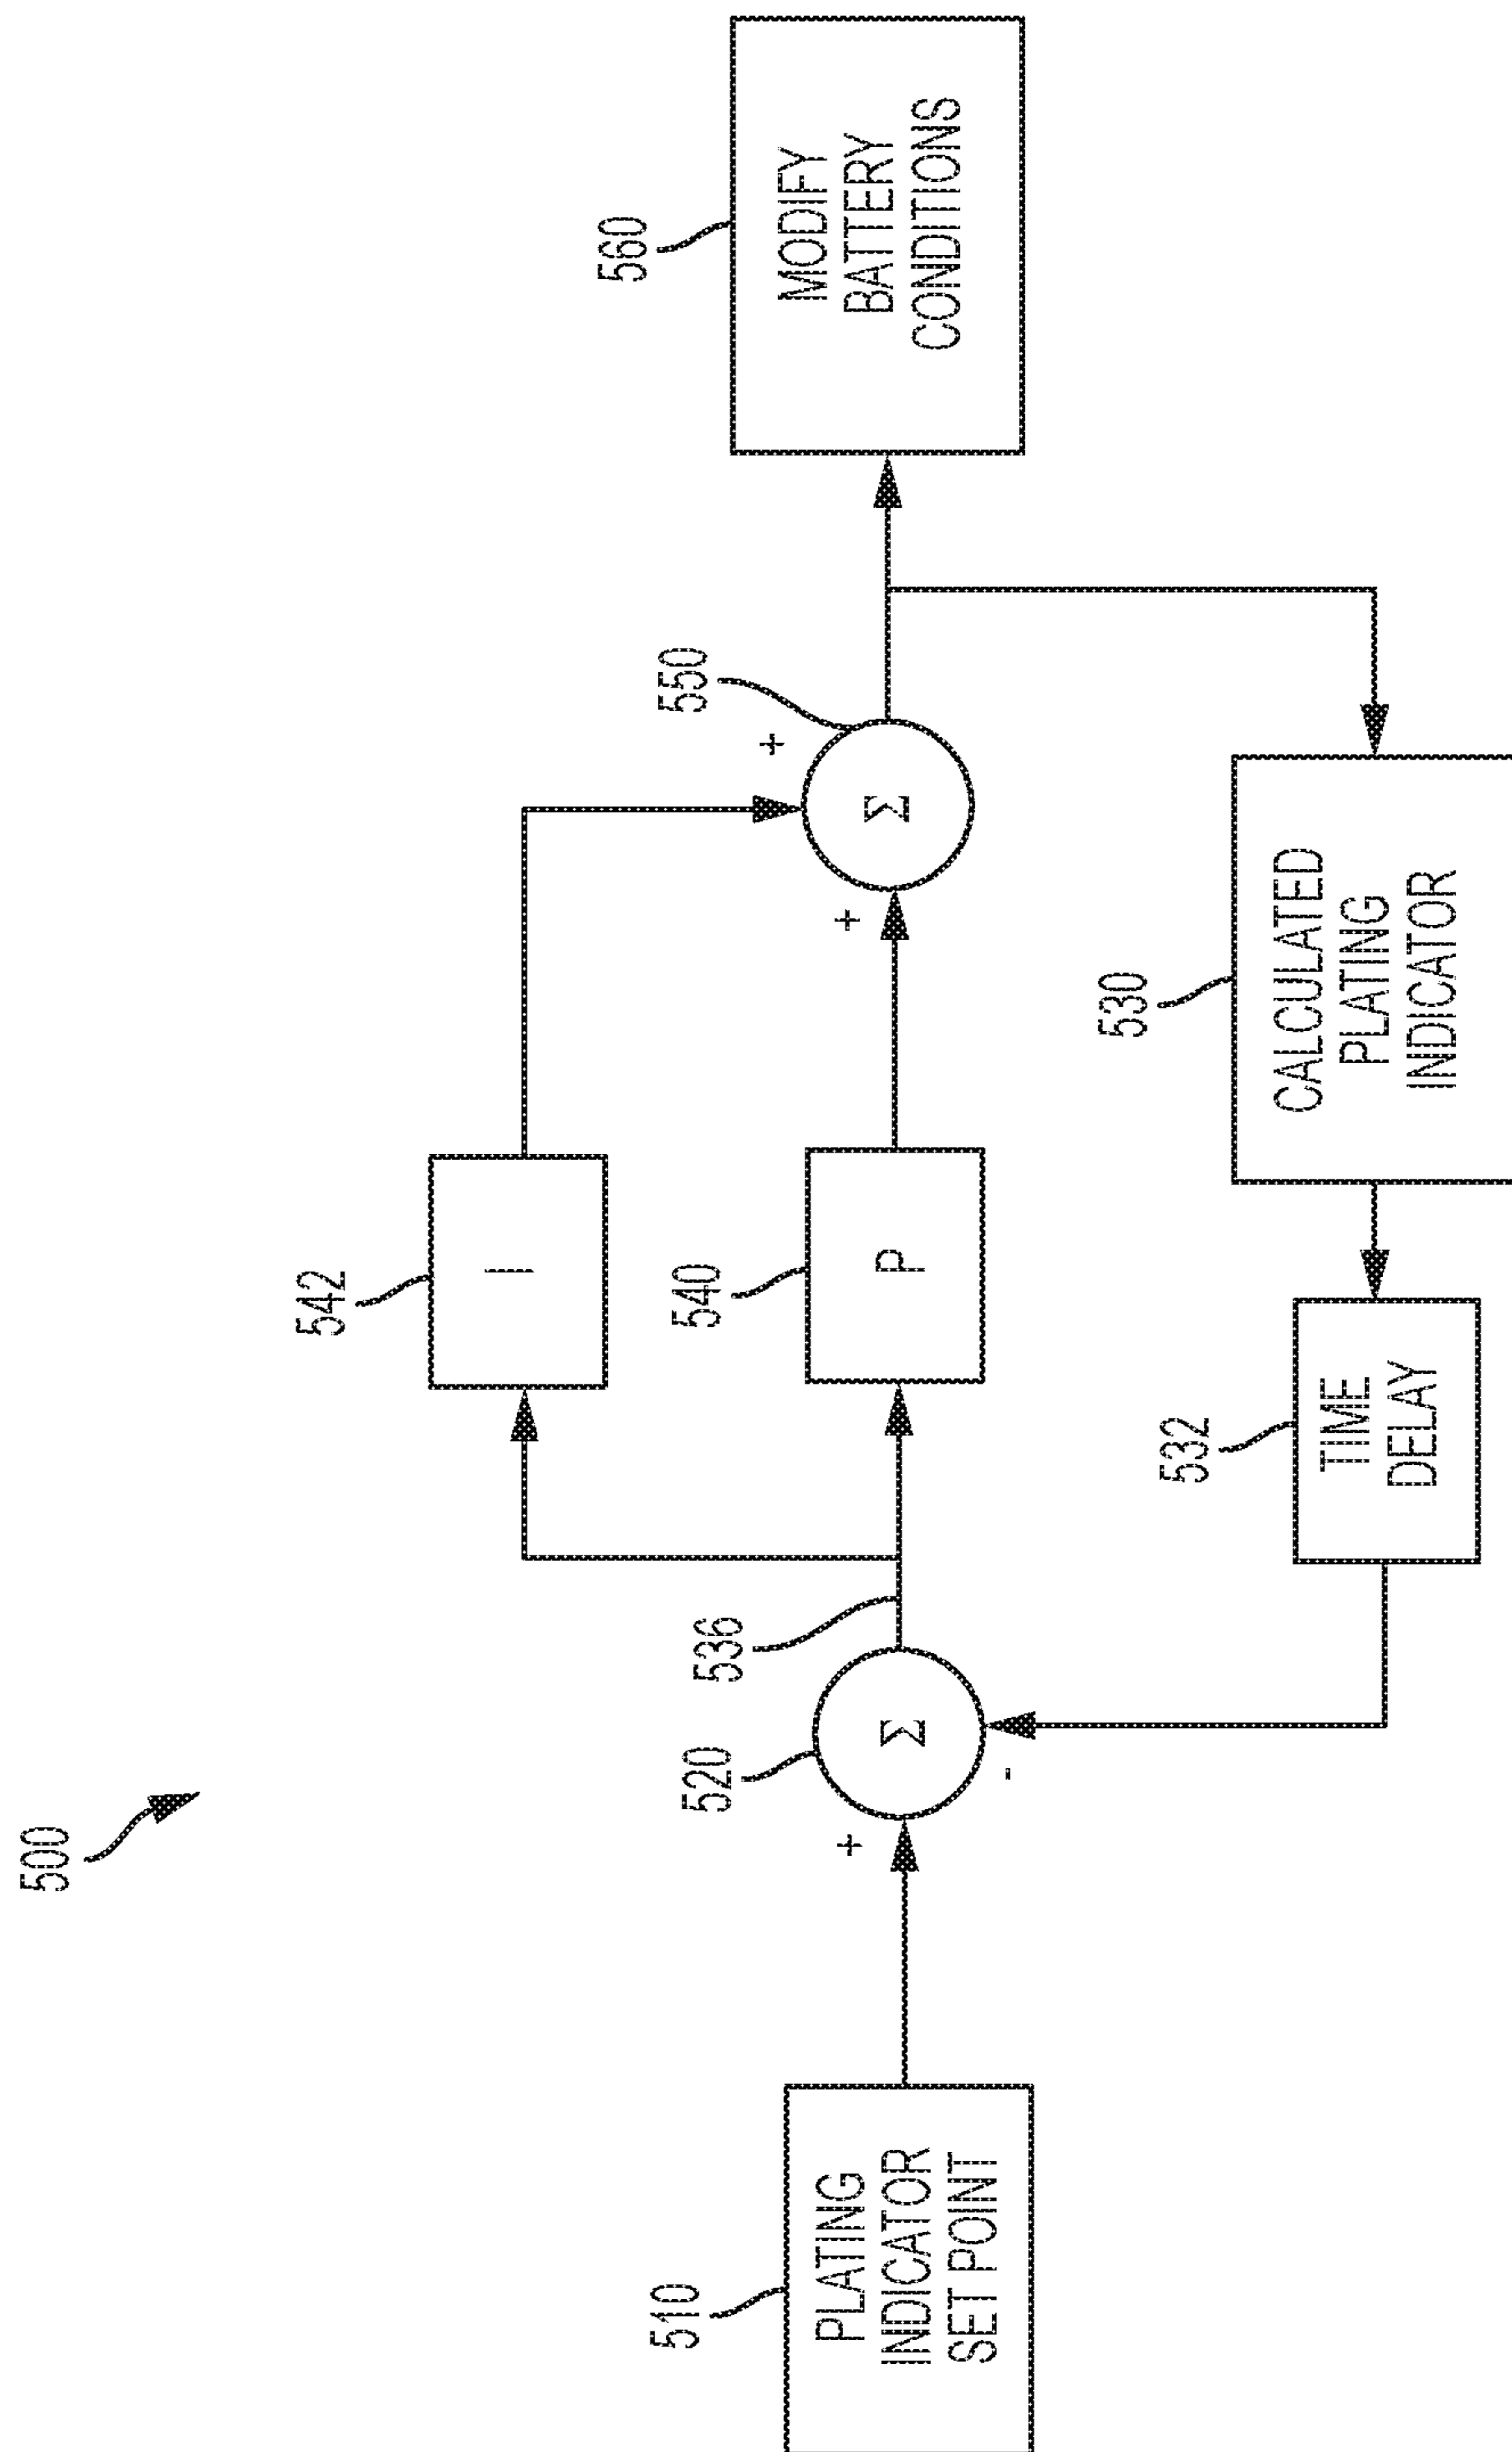 500
510
PLATING
INDICATOR
SET POINT
+
520
Σ
-
536
542
I
540
P
+
+
550
Σ
560
MODIFY
BATTERY
CONDITIONS
530
CALCULATED
PLATING
INDICATOR
532
TIME
DELAY